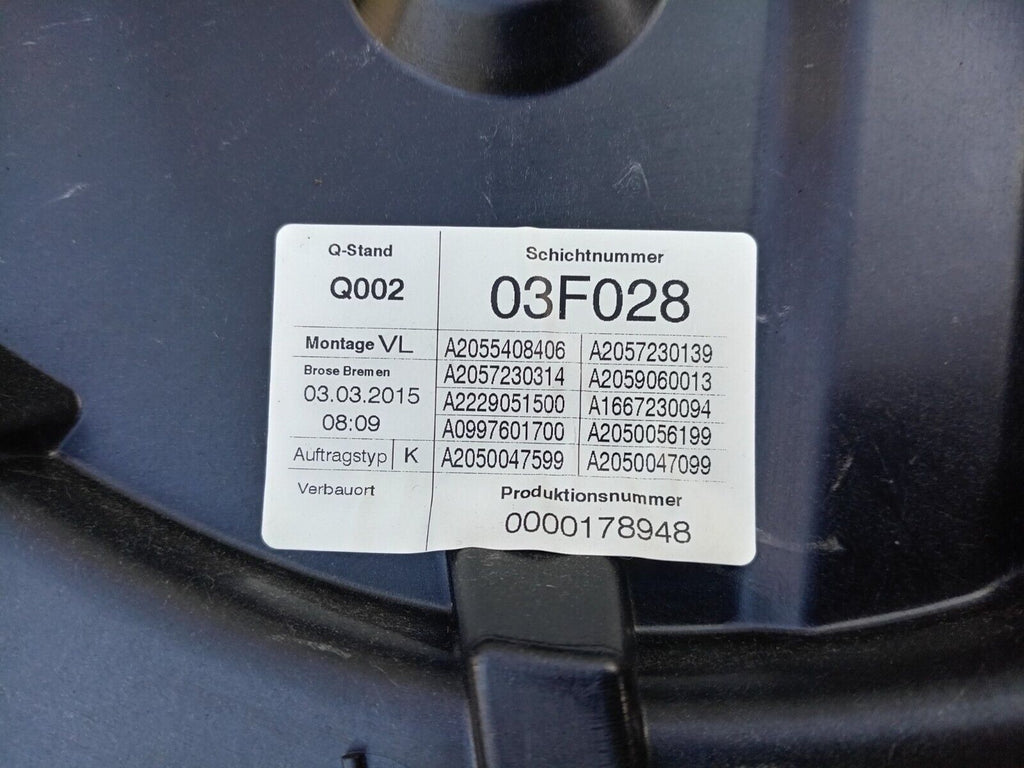 Q-Stand
Q002
Schichtnummer
03F028
Montage VL
Brose Bremen
03.03.2015
08:09
Auftragstyp K
Verbauort
A2055408406 A2057230139
A2057230314 A2059060013
A2229051500 A1667230094
A0997601700 A2050056199
A2050047599 A2050047099
Produktionsnummer
0000178948